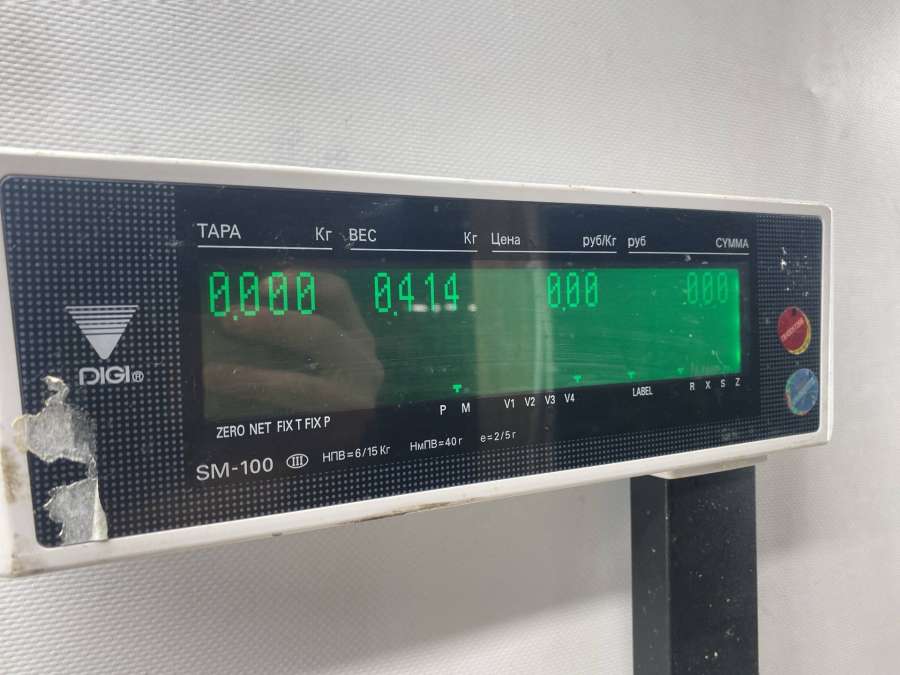 ТАРА Кг ВЕС Кг Цена руб/Кг руб СУММА
0.000 0.414 0.00 0.00
DIGI®
P M V1 V2 V3 V4 LABEL R X S Z
ZERO NET FIX T FIX P
SM-100 III НПВ=6/15 Кг НмПВ=40 г e=2/5 г